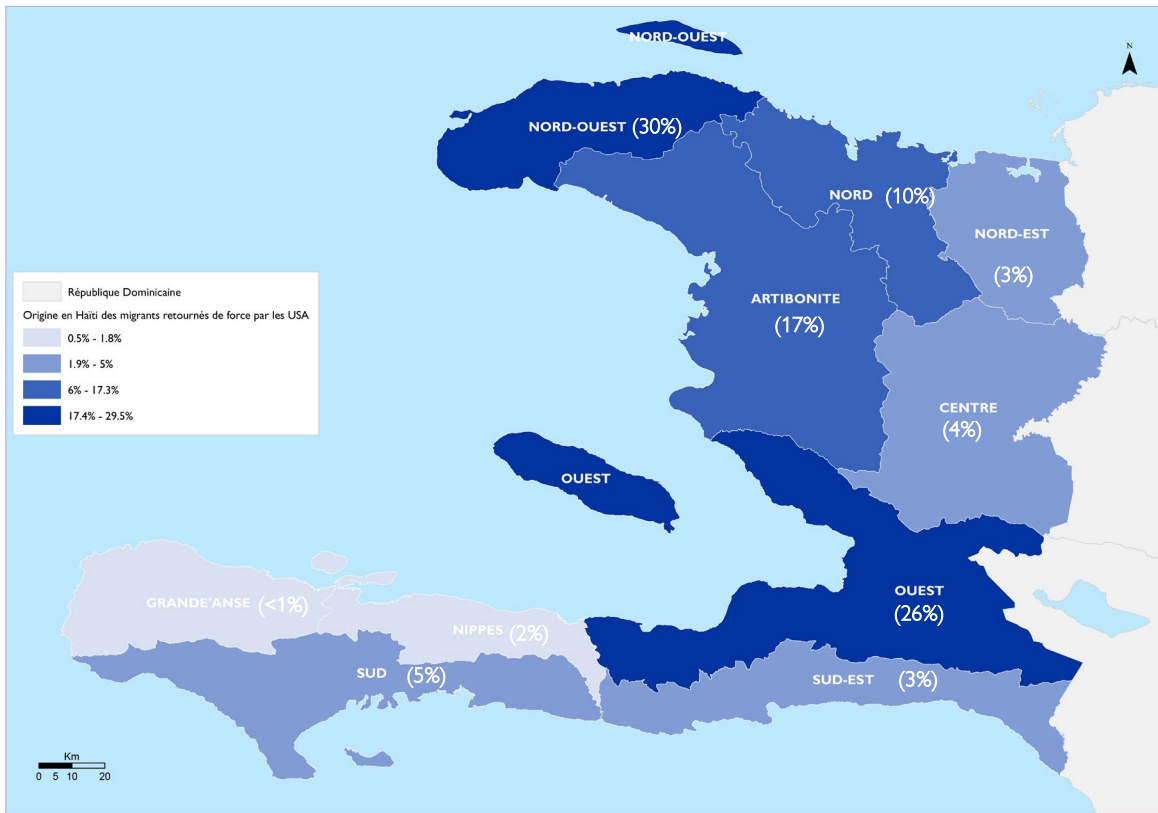 NORD-OUEST
N
NORD-OUEST (30%)
NORD (10%)
NORD-EST
(3%)
République Dominicaine
Origine en Haïti des migrants retournés de force par les USA
0.5% - 1.8%
1.9% - 5%
6% - 17.3%
17.4% - 29.5%
ARTIBONITE
(17%)
CENTRE
(4%)
OUEST
OUEST
(26%)
GRANDE'ANSE (<1%)
NIPPES (2%)
SUD (5%)
SUD-EST (3%)
Km
0 5 10 20